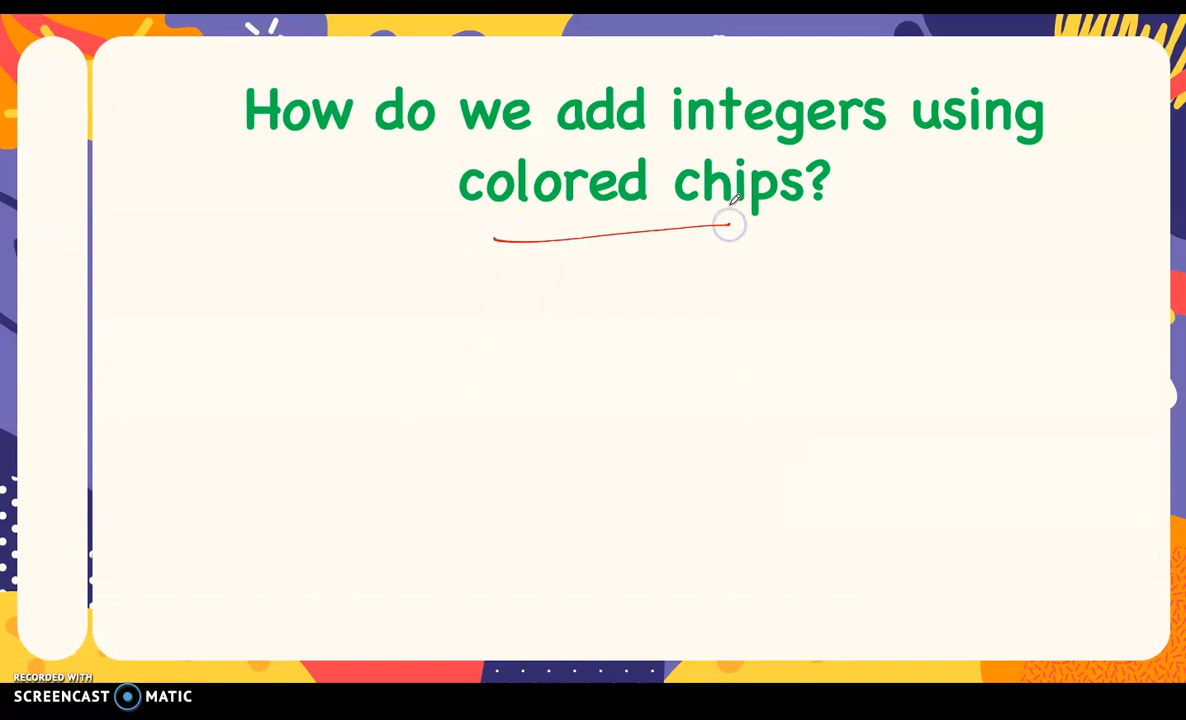 How do we add integers using
colored chips?
RECORDED WITH
SCREENCAST MATIC